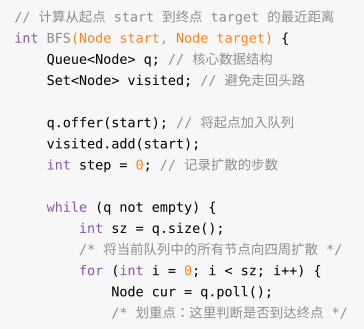 // 计算从起点 start 到终点 target 的最近距离
int BFS(Node start, Node target) {
    Queue<Node> q; // 核心数据结构
    Set<Node> visited; // 避免走回头路

    q.offer(start); // 将起点加入队列
    visited.add(start);
    int step = 0; // 记录扩散的步数

    while (q not empty) {
        int sz = q.size();
        /* 将当前队列中的所有节点向四周扩散 */
        for (int i = 0; i < sz; i++) {
            Node cur = q.poll();
            /* 划重点：这里判断是否到达终点 */